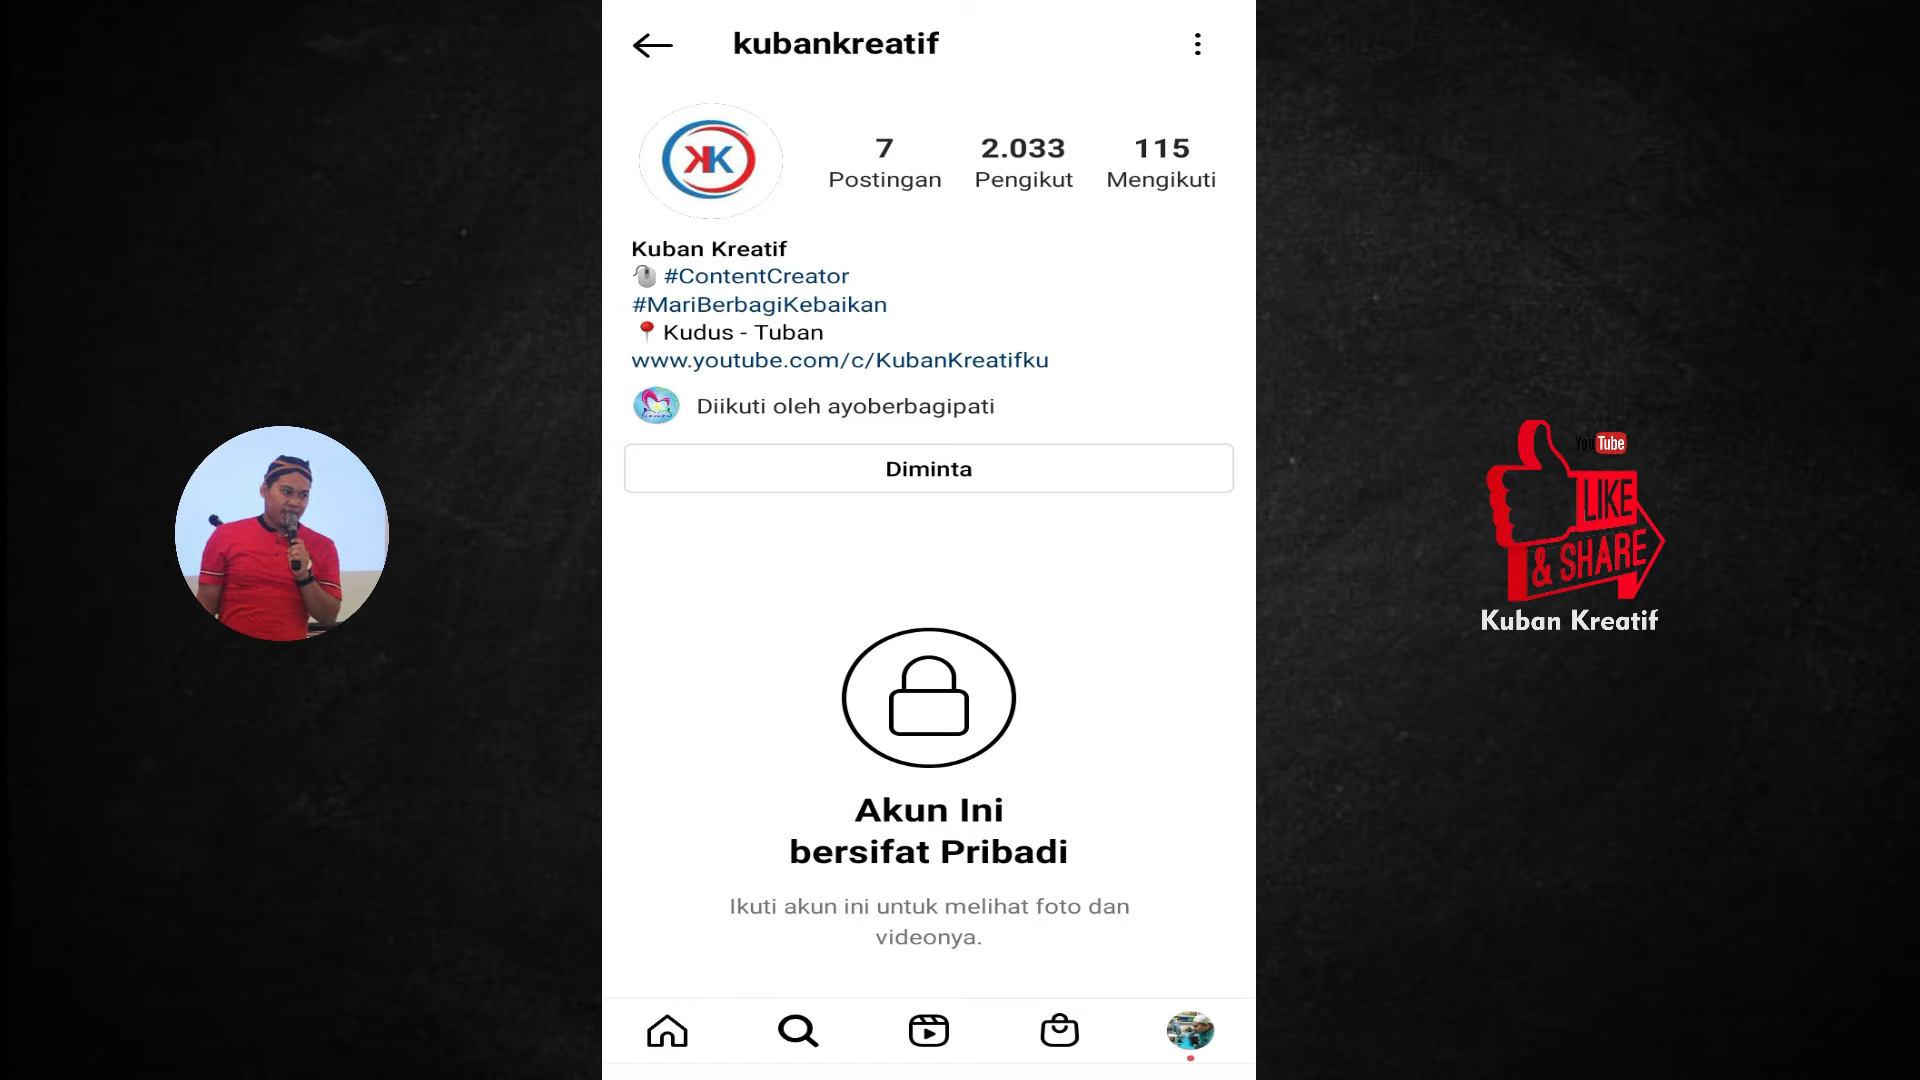 kubankreatif
KK
7
Postingan
2.033
Pengikut
115
Mengikuti
Kuban Kreatif
#ContentCreator
#MariBerbagiKebaikan
Kudus - Tuban
www.youtube.com/c/KubanKreatifku
Diikuti oleh ayoberbagipati
Diminta
Akun Ini
bersifat Pribadi
Ikuti akun ini untuk melihat foto dan
videonya.
YouTube
LIKE
& SHARE
Kuban Kreatif